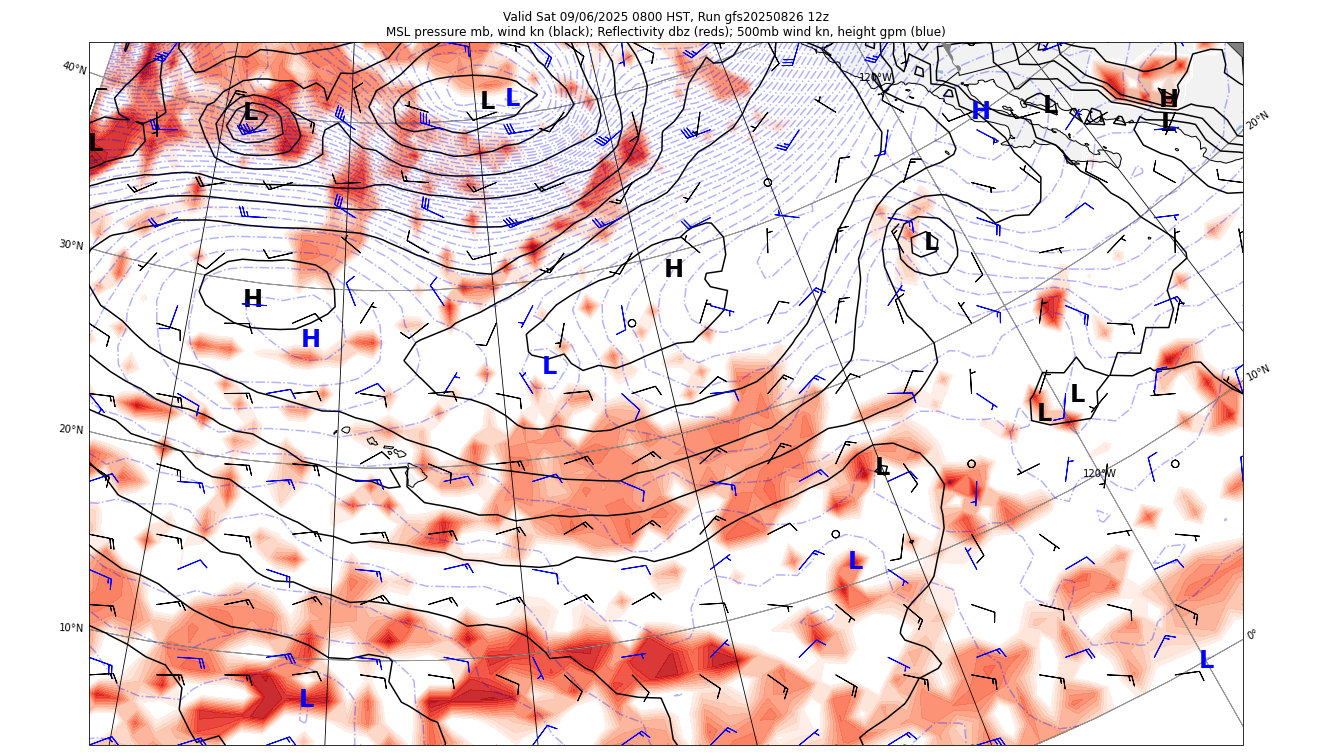 Valid Sat 09/06/2025 0800 HST, Run gfs20250826 12z
MSL pressure mb, wind kn (black); Reflectivity dbz (reds); 500mb wind kn, height gpm (blue)
40°N
120°W
20°N
L
L
L
L
H
L
H
L
L
30°N
L
H
H
H
L
10°N
L
L
20°N
L
120°W
L
10°N
0°
L
L